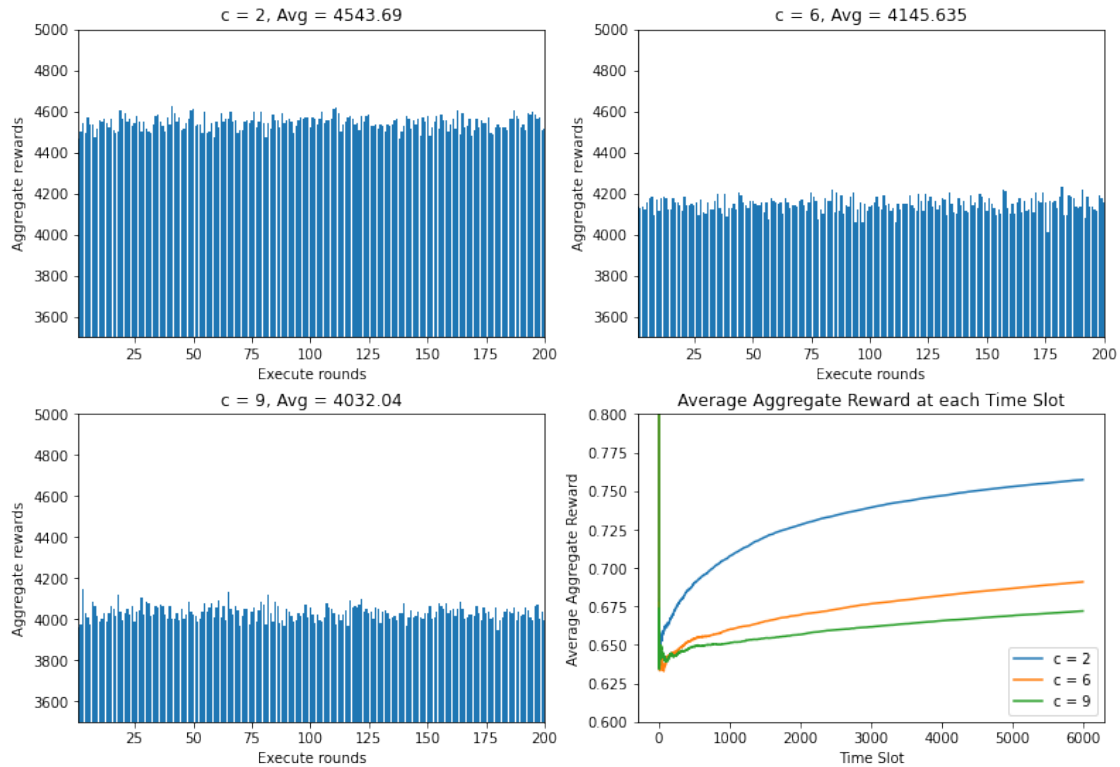 c = 2, Avg = 4543.69
5000
4800
4600
4400
4200
4000
3800
3600
Aggregate rewards
25 50 75 100 125 150 175 200
Execute rounds
c = 6, Avg = 4145.635
5000
4800
4600
4400
4200
4000
3800
3600
Aggregate rewards
25 50 75 100 125 150 175 200
Execute rounds
c = 9, Avg = 4032.04
5000
4800
4600
4400
4200
4000
3800
3600
Aggregate rewards
25 50 75 100 125 150 175 200
Execute rounds
Average Aggregate Reward at each Time Slot
0.800
0.775
0.750
0.725
0.700
0.675
0.650
0.625
0.600
Average Aggregate Reward
c = 2
c = 6
c = 9
0 1000 2000 3000 4000 5000 6000
Time Slot